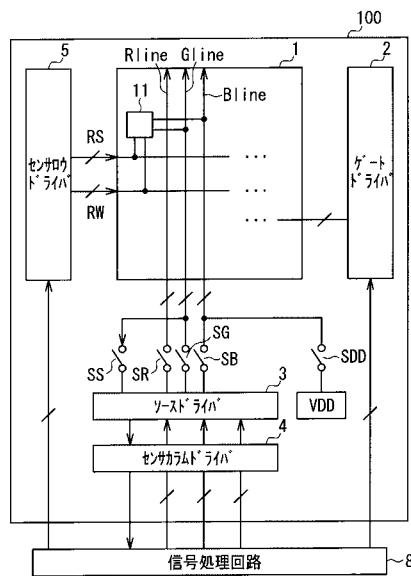 100
5
Rline
Gline
1
2
Bline
11
センサロウ
ドライバ
RS
RW
ゲート
ドライバ
...
...
...
SG
SS
SR
SB
SDD
3
ソースドライバ
VDD
4
センサカラムドライバ
信号処理回路
8